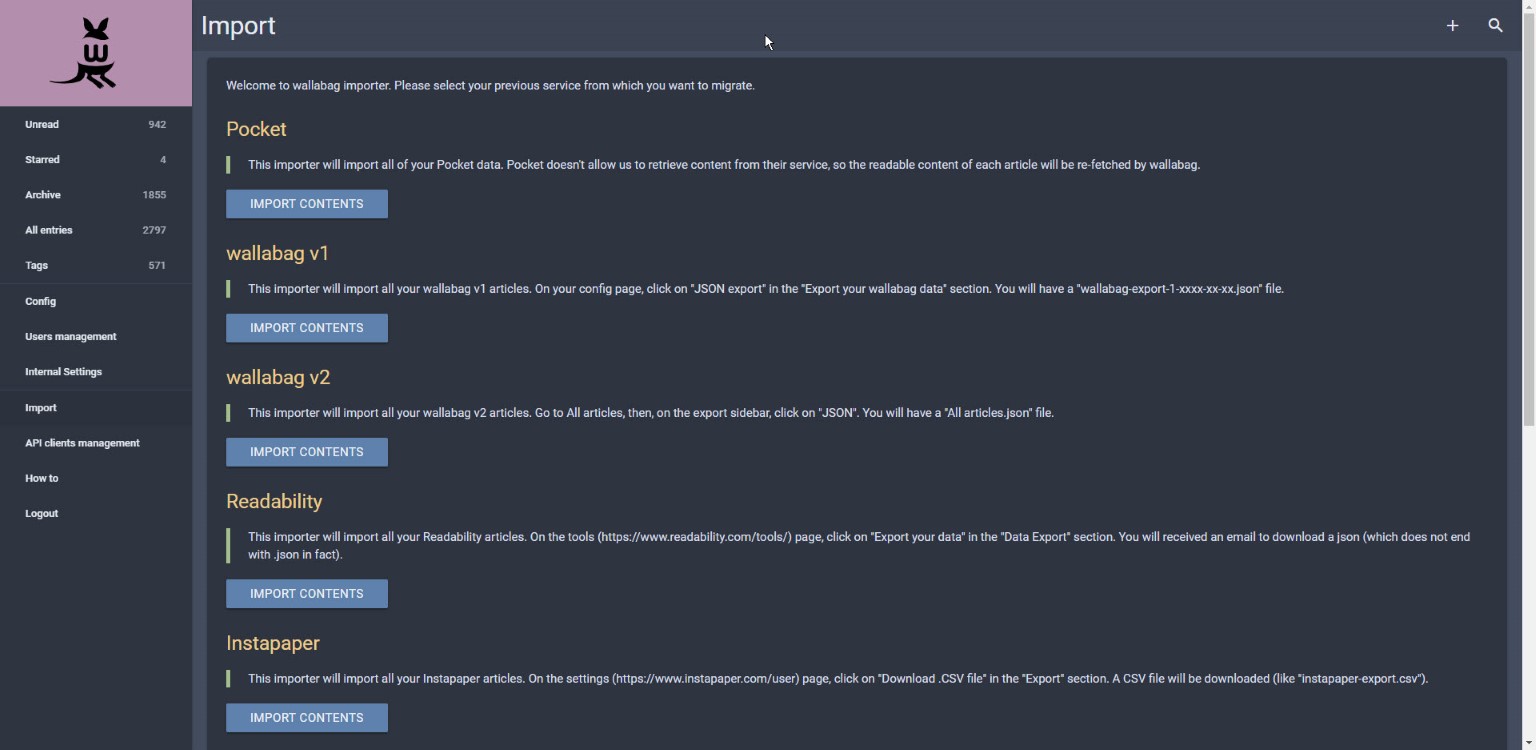 W
Unread 942
Starred 4
Archive 1855
All entries 2797
Tags 571
Config
Users management
Internal Settings
Import
API clients management
How to
Logout
Import
Welcome to wallabag importer. Please select your previous service from which you want to migrate.
Pocket
This importer will import all of your Pocket data. Pocket doesn't allow us to retrieve content from their service, so the readable content of each article will be re-fetched by wallabag.
IMPORT CONTENTS
wallabag v1
This importer will import all your wallabag v1 articles. On your config page, click on "JSON export" in the "Export your wallabag data" section. You will have a "wallabag-export-1-xxxx-xx-xx.json" file.
IMPORT CONTENTS
wallabag v2
This importer will import all your wallabag v2 articles. Go to All articles, then, on the export sidebar, click on "JSON". You will have a "All articles.json" file.
IMPORT CONTENTS
Readability
This importer will import all your Readability articles. On the tools (https://www.readability.com/tools/) page, click on "Export your data" in the "Data Export" section. You will received an email to download a json (which does not end
with .json in fact).
IMPORT CONTENTS
Instapaper
This importer will import all your Instapaper articles. On the settings (https://www.instapaper.com/user) page, click on "Download .CSV file" in the "Export" section. A CSV file will be downloaded (like "instapaper-export.csv").
IMPORT CONTENTS